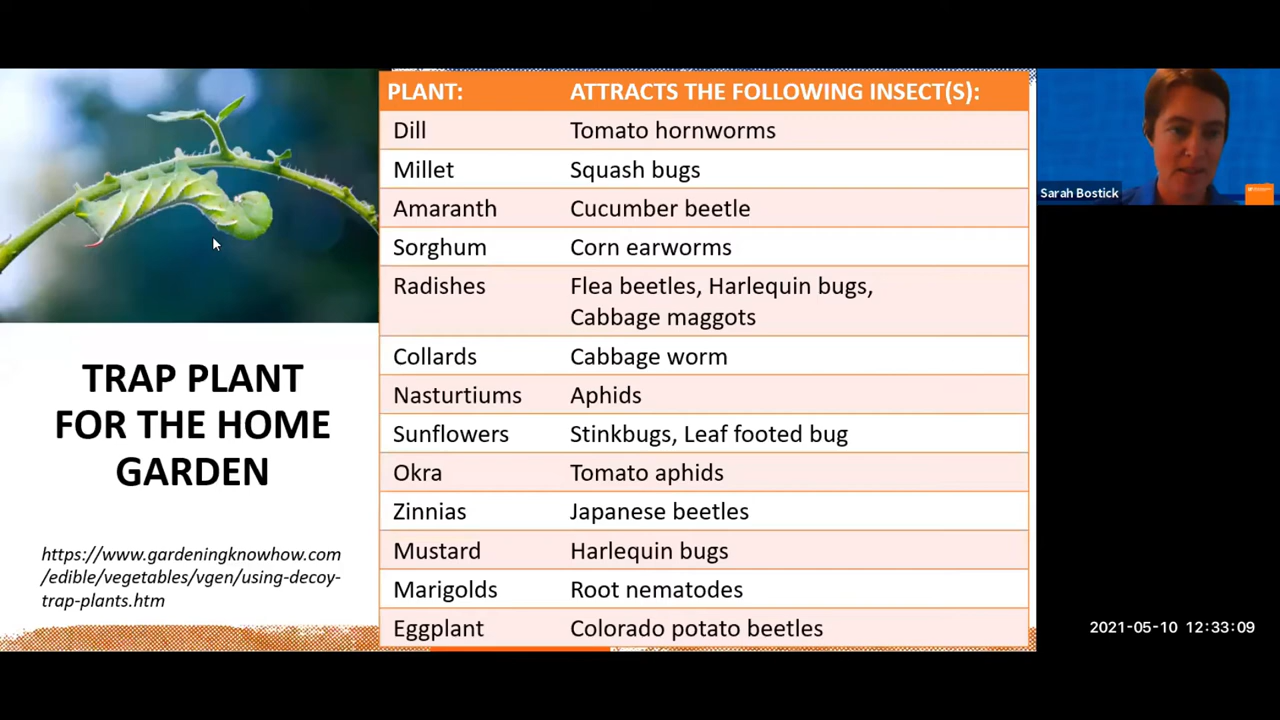 PLANT: ATTRACTS THE FOLLOWING INSECT(S):
Dill Tomato hornworms
Millet Squash bugs
Amaranth Cucumber beetle
Sorghum Corn earworms
Radishes Flea beetles, Harlequin bugs,
Cabbage maggots
Collards Cabbage worm
Nasturtiums Aphids
Sunflowers Stinkbugs, Leaf footed bug
Okra Tomato aphids
Zinnias Japanese beetles
Mustard Harlequin bugs
Marigolds Root nematodes
Eggplant Colorado potato beetles
TRAP PLANT
FOR THE HOME
GARDEN
https://www.gardeningknowhow.com
/edible/vegetables/vgen/using-decoy-
trap-plants.htm
Sarah Bostick
2021-05-10 12:33:09